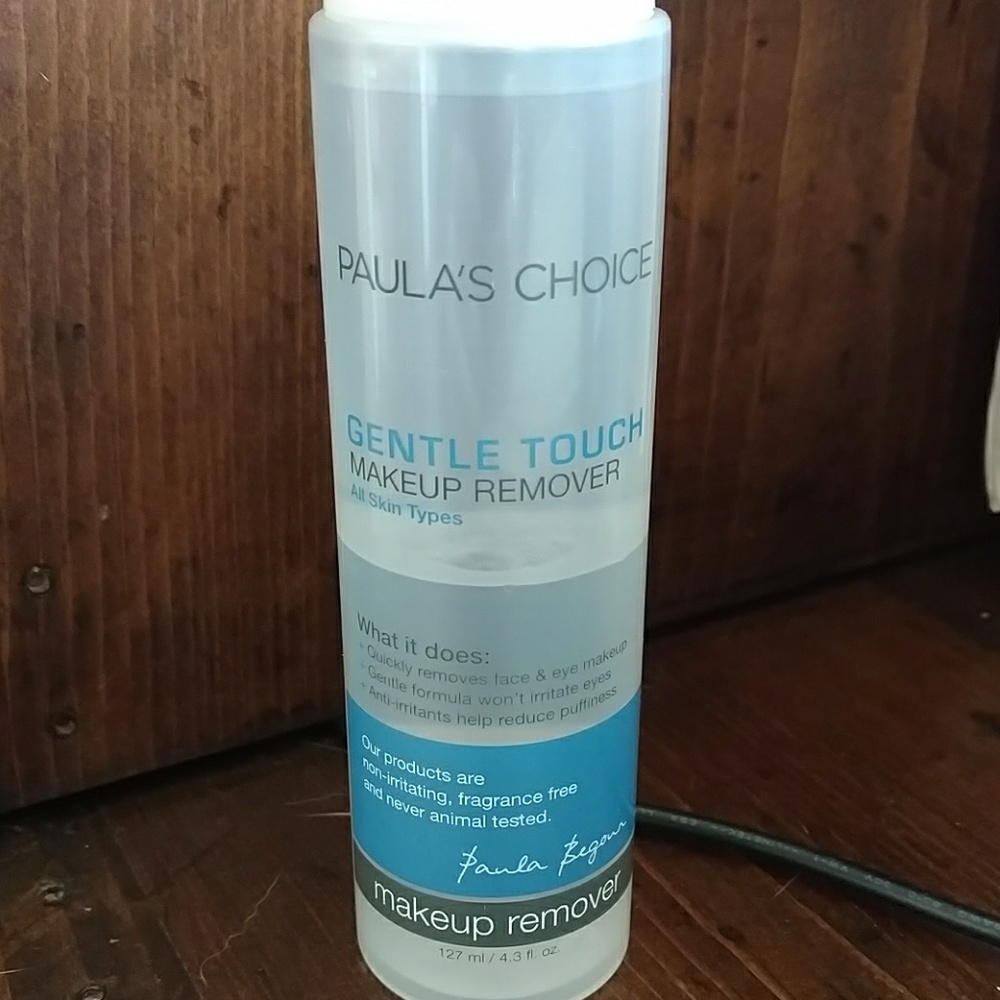 PAULA'S CHOICE
GENTLE TOUCH
MAKEUP REMOVER
All Skin Types
What it does:
+ Quickly removes face & eye makeup
+ Gentle formula won't irritate eyes
+ Anti-irritants help reduce puffiness
Our products are
non-irritating, fragrance free
and never animal tested.
Paula Begoun
makeup remover
127 ml / 4.3 fl. oz.